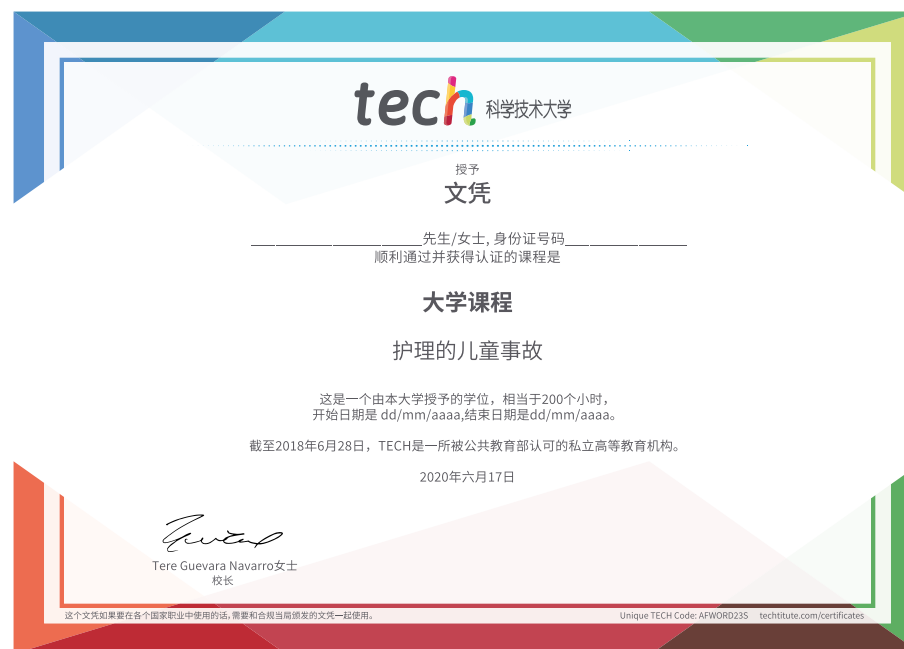 tech 科学技术大学
授予
文凭
______________________先生/女士, 身份证号码_______________
顺利通过并获得认证的课程是
大学课程
护理的儿童事故
这是一个由本大学授予的学位，相当于200个小时，
开始日期是 dd/mm/aaaa,结束日期是dd/mm/aaaa。
截至2018年6月28日，TECH是一所被公共教育部认可的私立高等教育机构。
2020年六月17日
Tere Guevara Navarro女士
校长
这个文凭如果要在各个国家职业中使用的话, 需要和合规当局颁发的文凭一起使用。
Unique TECH Code: AFWORD23S techtitute.com/certificates